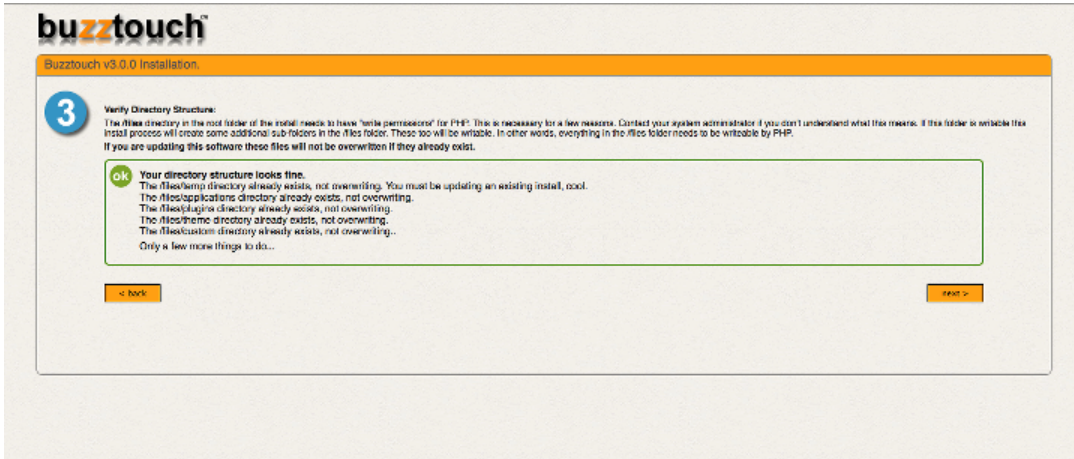 buzztouch™
Buzztouch v3.0.0 Installation.
3
Verify Directory Structure:
The /files directory in the root folder of the install needs to have "write permissions" for PHP. This is necessary for a few reasons. Contact your system administrator if you don't understand what this means. If this folder is writable this
install process will create some additional sub-folders in the /files folder. These too will be writable. In other words, everything in the /files folder needs to be writeable by PHP.
If you are updating this software these files will not be overwritten if they already exist.
ok
Your directory structure looks fine.
The /files/temp directory already exists, not overwriting. You must be updating an existing install, cool.
The /files/applications directory already exists, not overwriting.
The /files/plugins directory already exists, not overwriting.
The /files/theme directory already exists, not overwriting.
The /files/custom directory already exists, not overwriting..
Only a few more things to do...
< back
next >